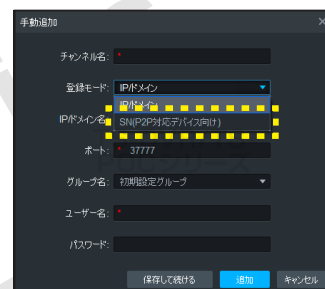 手動追加
チャンネル名: *
登録モード: IP/ドメイン
IP/ドメイン
IP/ドメイン名:
SN(P2P対応デバイス向け)
ポート: * 37777
グループ名: 初期設定グループ
ユーザー名: *
パスワード:
保存して続ける 追加 キャンセル